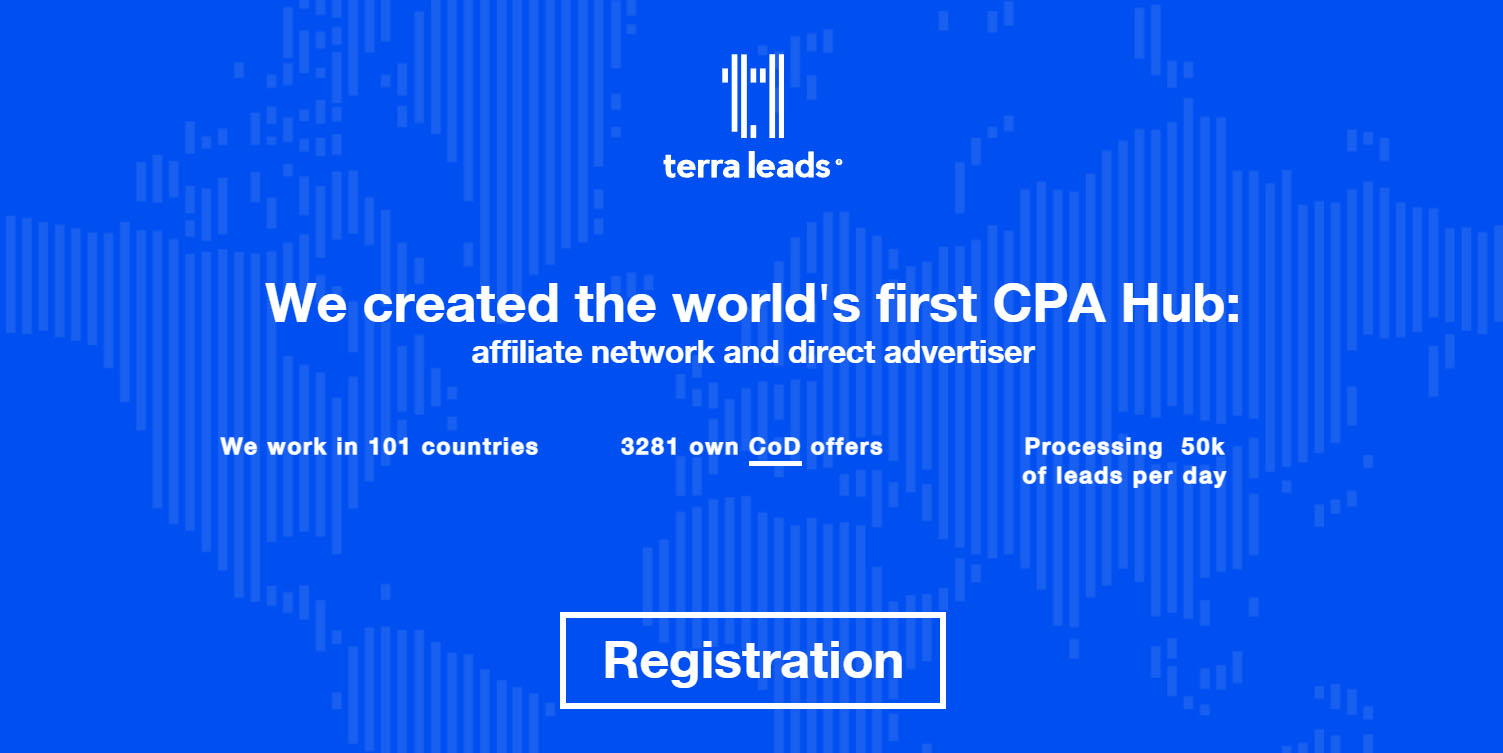 terra leads°
We created the world's first CPA Hub:
affiliate network and direct advertiser
We work in 101 countries
3281 own CoD offers
Processing 50k
of leads per day
Registration